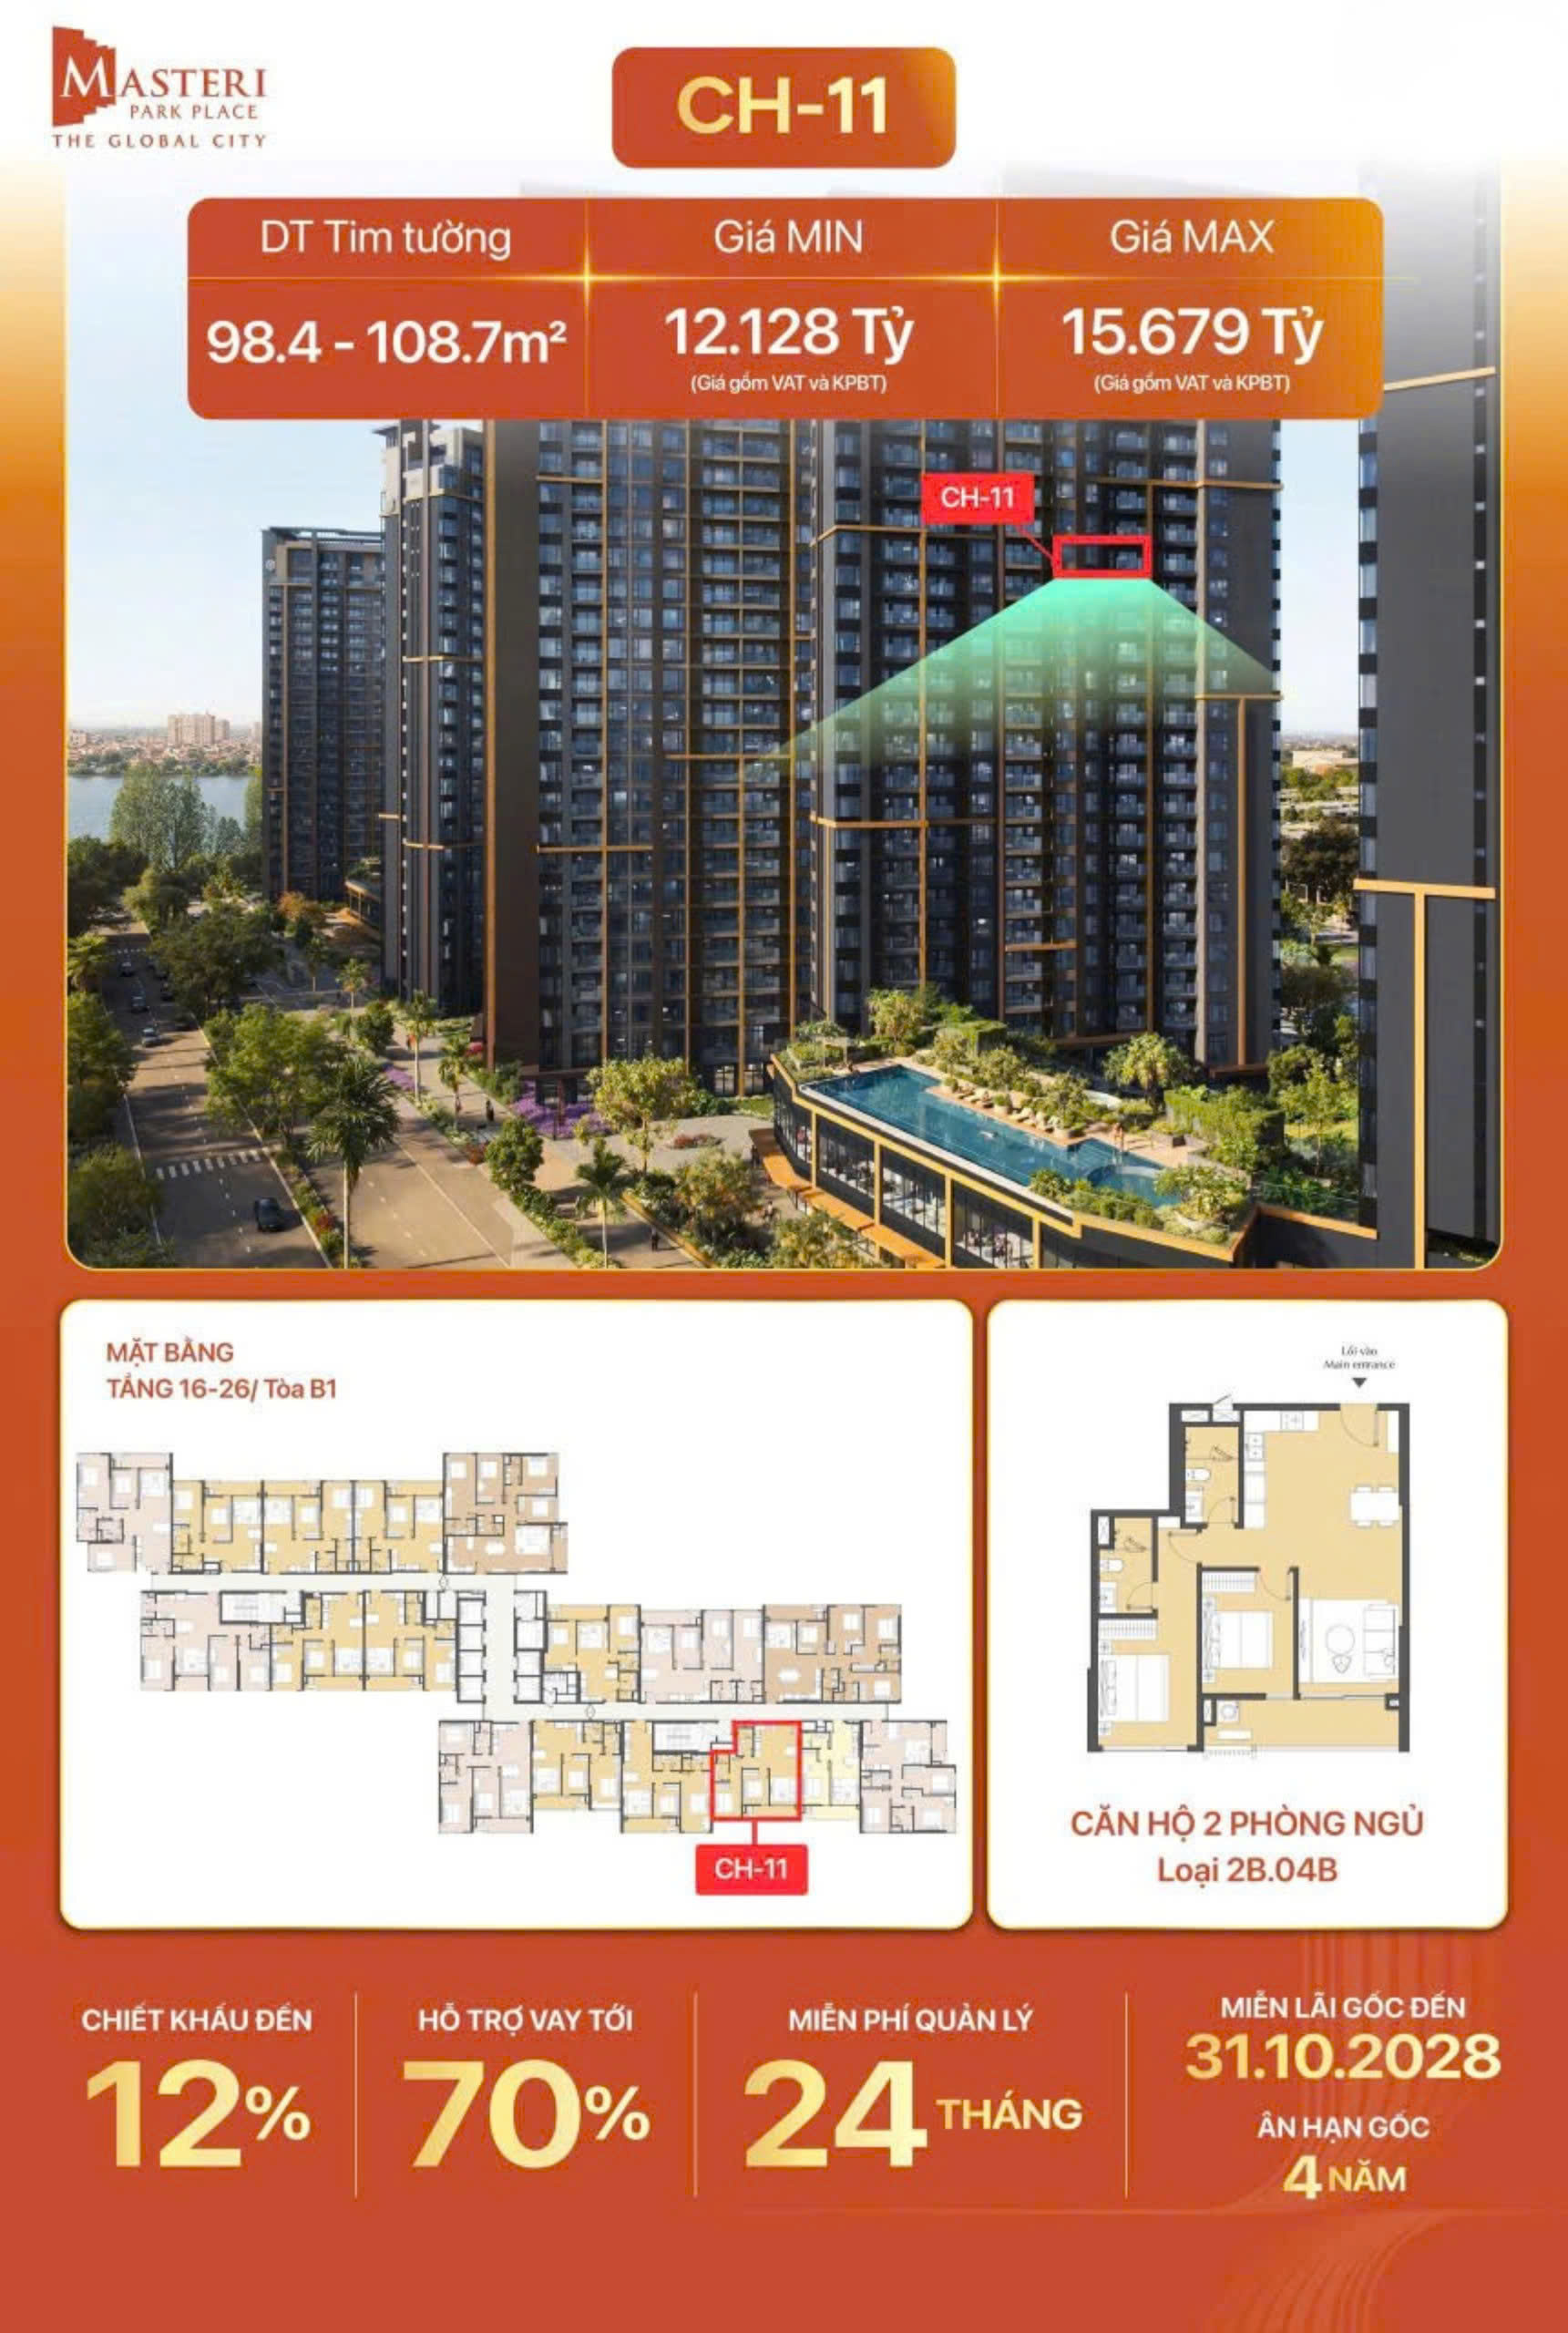 MASTERI
PARK PLACE
THE GLOBAL CITY
CH-11
DT Tim tường
Giá MIN
Giá MAX
98.4 - 108.7m²
12.128 Tỷ
(Giá gồm VAT và KPBT)
15.679 Tỷ
(Giá gồm VAT và KPBT)
CH-11
MẶT BẰNG
TẦNG 16-26/ Tòa B1
CH-11
Lối vào
Main entrance
CĂN HỘ 2 PHÒNG NGỦ
Loại 2B.04B
CHIẾT KHẤU ĐẾN
12%
HỖ TRỢ VAY TỚI
70%
MIỄN PHÍ QUẢN LÝ
24 THÁNG
MIỄN LÃI GỐC ĐẾN
31.10.2028
ÂN HẠN GỐC
4 NĂM